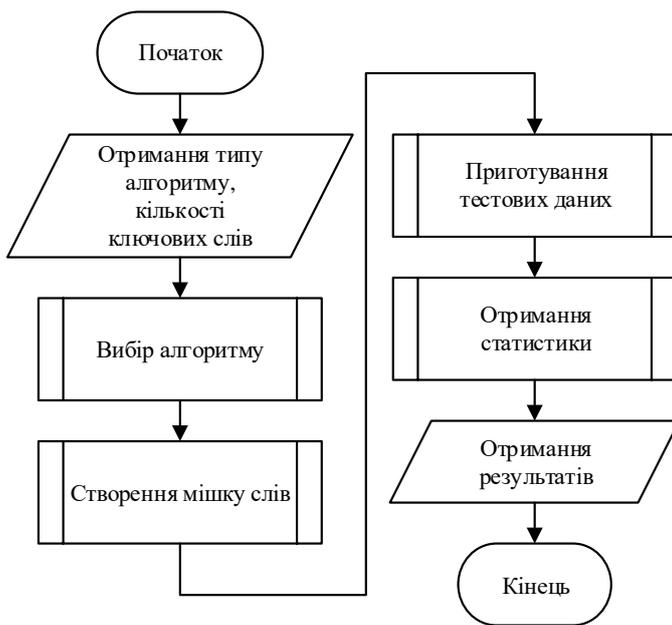 Початок
Отримання типу
алгоритму,
кількості
ключових слів
Вибір алгоритму
Створення мішку слів
Приготування
тестових даних
Отримання
статистики
Отримання
результатів
Кінець